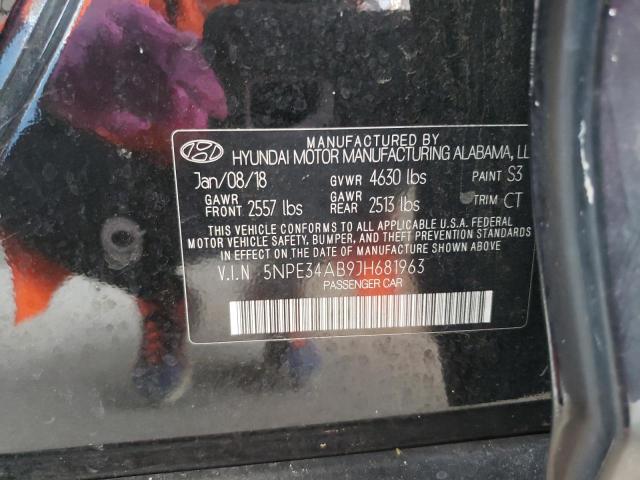 MANUFACTURED BY
HYUNDAI MOTOR MANUFACTURING ALABAMA, LL
Jan/08/18 GVWR 4630 lbs PAINT S3
GAWR FRONT 2557 lbs GAWR REAR 2513 lbs TRIM CT
THIS VEHICLE CONFORMS TO ALL APPLICABLE U.S.A. FEDERAL
MOTOR VEHICLE SAFETY, BUMPER, AND THEFT PREVENTION STANDARDS
IN EFFECT ON THE DATE OF MANUFACTURE SHOWN ABOVE
V.I.N 5NPE34AB9JH681963
PASSENGER CAR